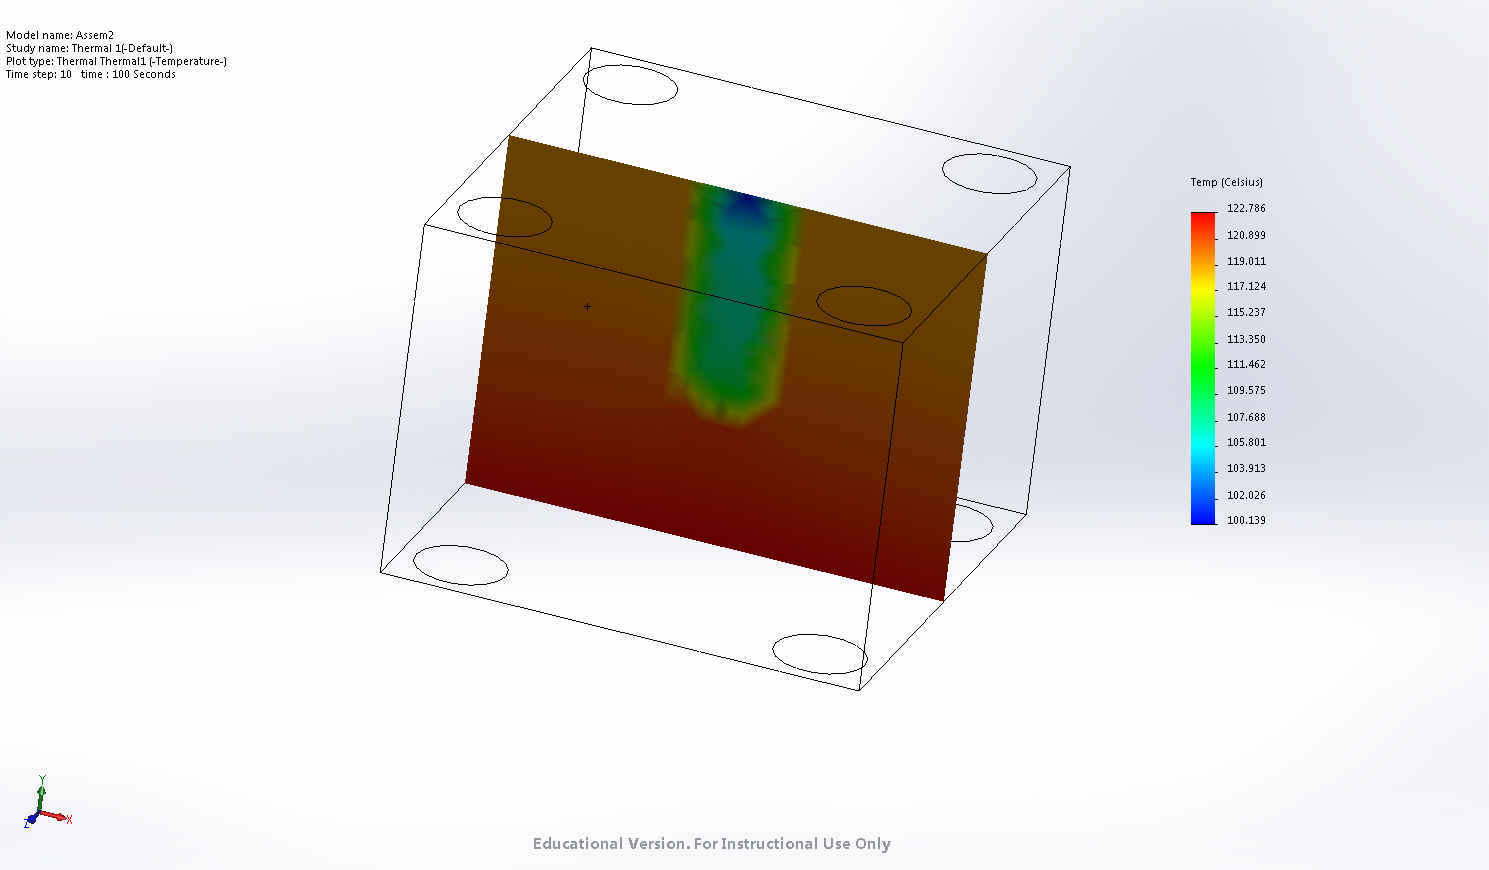 Model name: Assem2
Study name: Thermal 1(-Default-)
Plot type: Thermal Thermal1 (-Temperature-)
Time step: 10 time : 100 Seconds
Temp (Celsius)
122.786
120.899
119.011
117.124
115.237
113.350
111.462
109.575
107.688
105.801
103.913
102.026
100.139
Y
X
Z
Educational Version. For Instructional Use Only